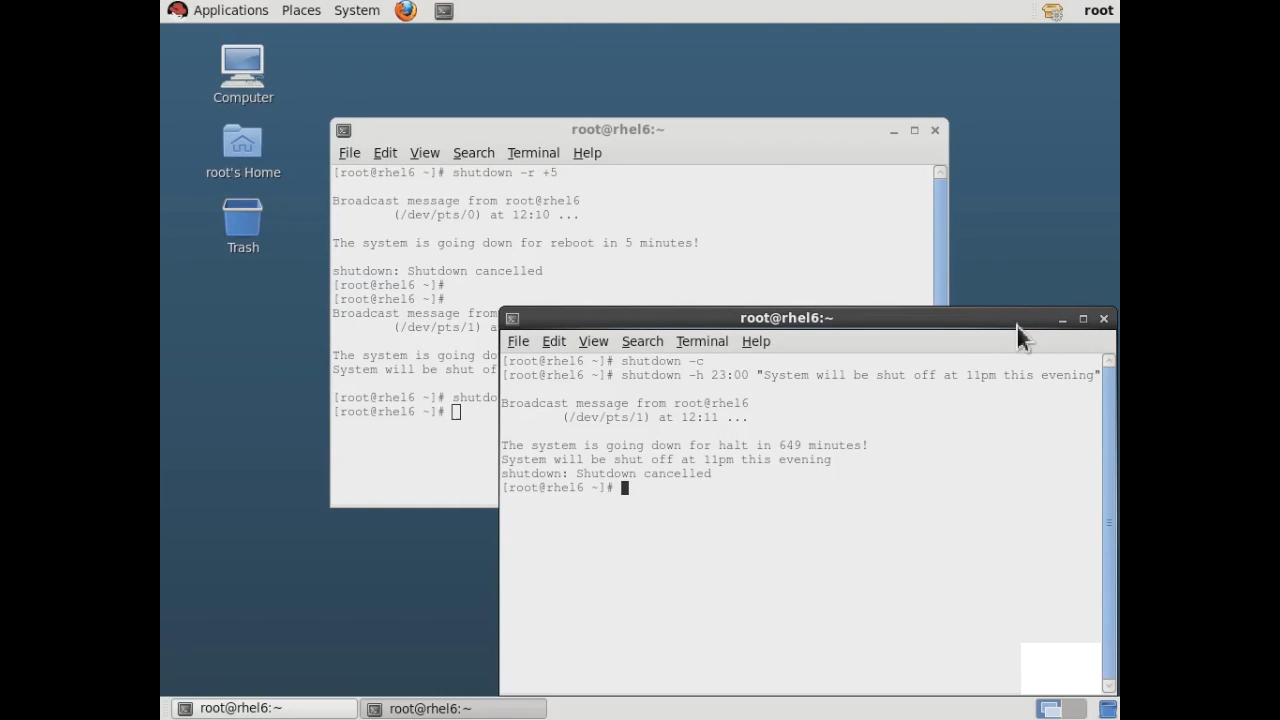 Applications Places System root
Computer
root's Home
Trash
root@rhel6:~
File Edit View Search Terminal Help
[root@rhel6 ~]# shutdown -r +5
Broadcast message from root@rhel6
(/dev/pts/0) at 12:10 ...
The system is going down for reboot in 5 minutes!
shutdown: Shutdown cancelled
[root@rhel6 ~]#
[root@rhel6 ~]#
Broadcast message from
(/dev/pts/1) a
The system is going do
System will be shut of
[root@rhel6 ~]# shutdo
[root@rhel6 ~]#
root@rhel6:~
File Edit View Search Terminal Help
[root@rhel6 ~]# shutdown -c
[root@rhel6 ~]# shutdown -h 23:00 "System will be shut off at 11pm this evening"
Broadcast message from root@rhel6
(/dev/pts/1) at 12:11 ...
The system is going down for halt in 649 minutes!
System will be shut off at 11pm this evening
shutdown: Shutdown cancelled
[root@rhel6 ~]#
root@rhel6:~ root@rhel6:~